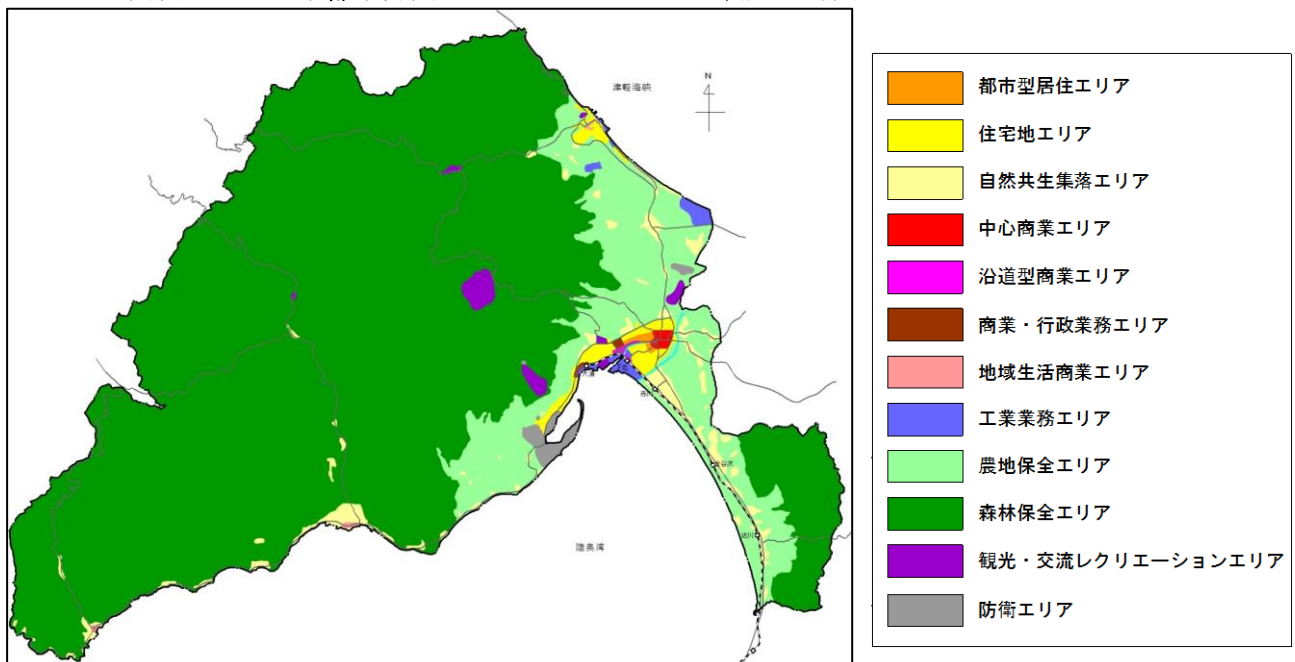 N
津軽海峡
陸奥湾
都市型居住エリア
住宅地エリア
自然共生集落エリア
中心商業エリア
沿道型商業エリア
商業・行政業務エリア
地域生活商業エリア
工業業務エリア
農地保全エリア
森林保全エリア
観光・交流レクリエーションエリア
防衛エリア